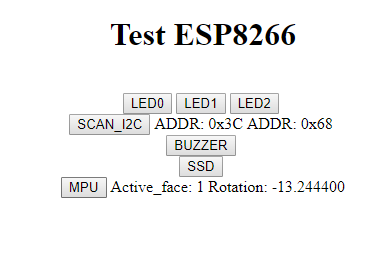 Test ESP8266
LED0 LED1 LED2
SCAN_I2C ADDR: 0x3C ADDR: 0x68
BUZZER
SSD
MPU Active_face: 1 Rotation: -13.244400